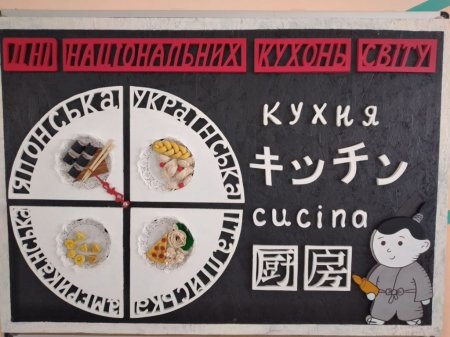 ДНІ НАЦІОНАЛЬНИХ КУХОНЬ СВІТУ
ЯПОНСЬКА
УКРАЇНСЬКА
АМЕРИКАНСЬКА
ІТАЛІЙСЬКА
КУХНЯ
キッチン
cucina
厨房